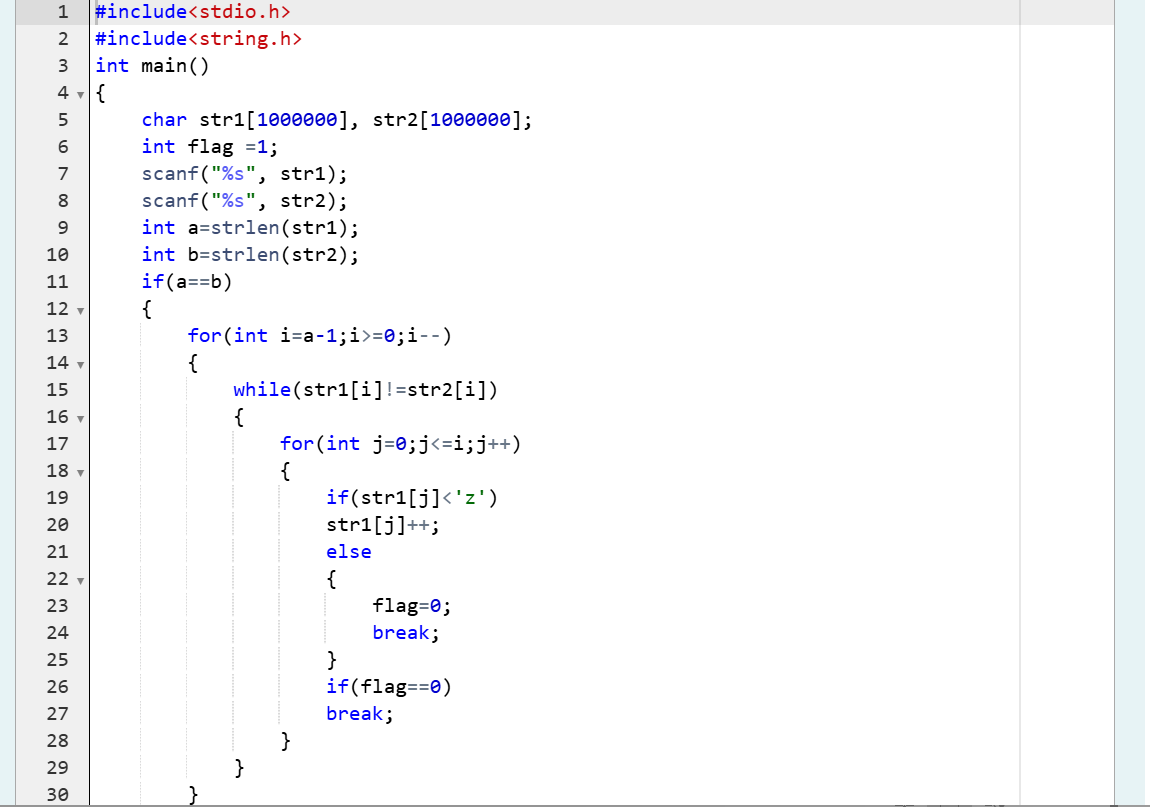 1 #include<stdio.h>
2 #include<string.h>
3 int main()
4 {
5 char str1[1000000], str2[1000000];
6 int flag =1;
7 scanf("%s", str1);
8 scanf("%s", str2);
9 int a=strlen(str1);
10 int b=strlen(str2);
11 if(a==b)
12 {
13 for(int i=a-1;i>=0;i--)
14 {
15 while(str1[i]!=str2[i])
16 {
17 for(int j=0;j<=i;j++)
18 {
19 if(str1[j]<'z')
20 str1[j]++;
21 else
22 {
23 flag=0;
24 break;
25 }
26 if(flag==0)
27 break;
28 }
29 }
30 }